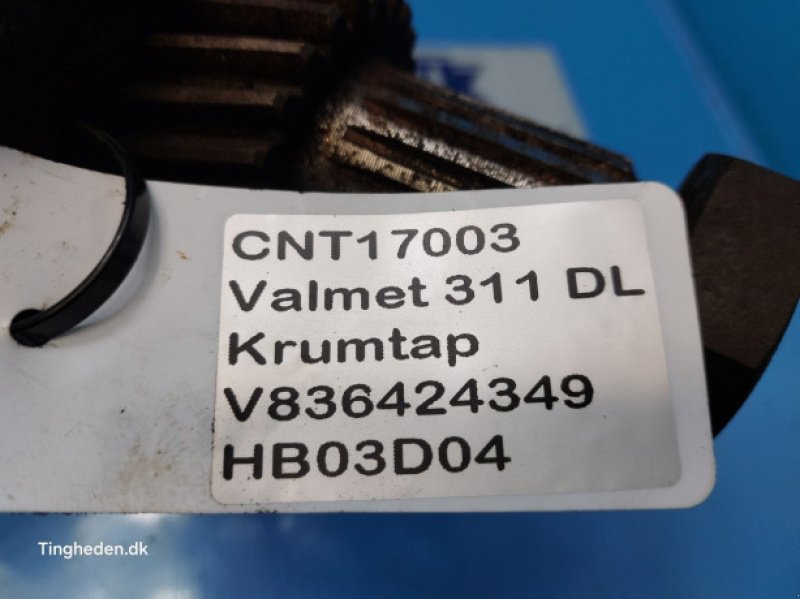 CNT17003
Valmet 311 DL
Krumtap
V836424349
HB03D04
Tingheden.dk